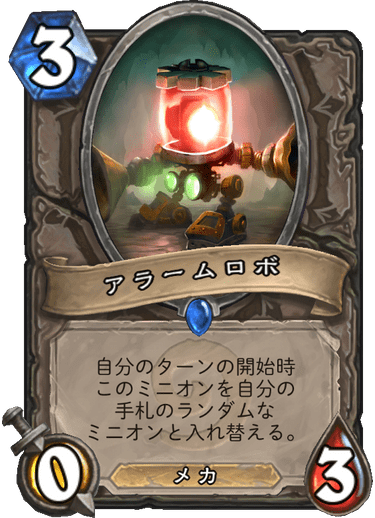 3
アラームロボ
自分のターンの開始時
このミニオンを自分の
手札のランダムな
ミニオンと入れ替える。
0
メカ
3